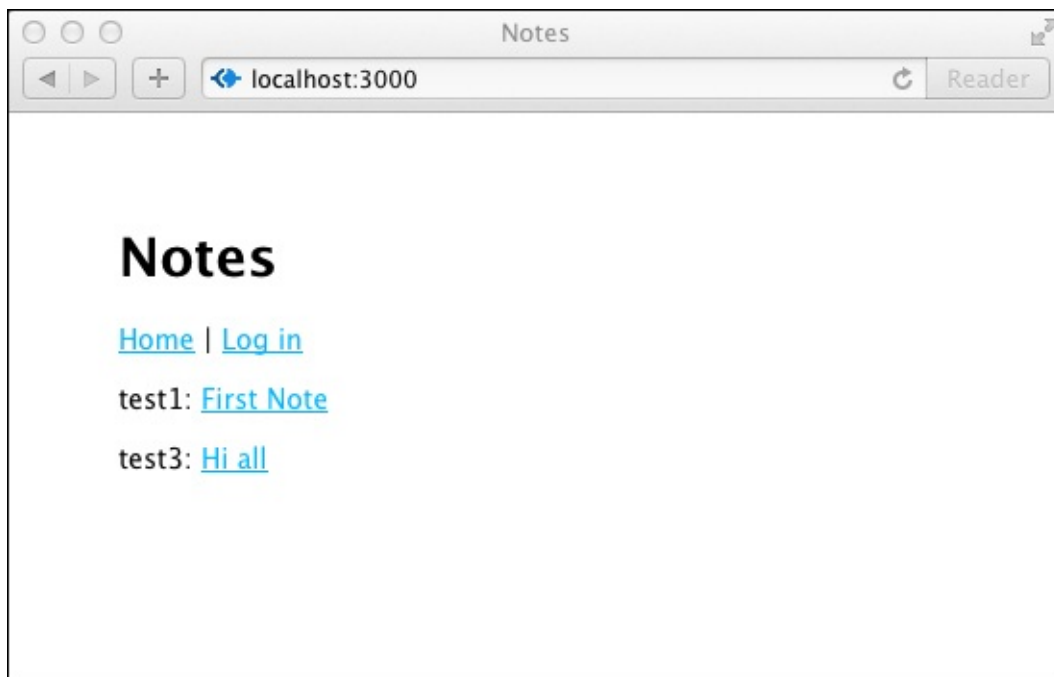 Notes
localhost:3000
Reader
Notes
Home | Log in
test1: First Note
test3: Hi all